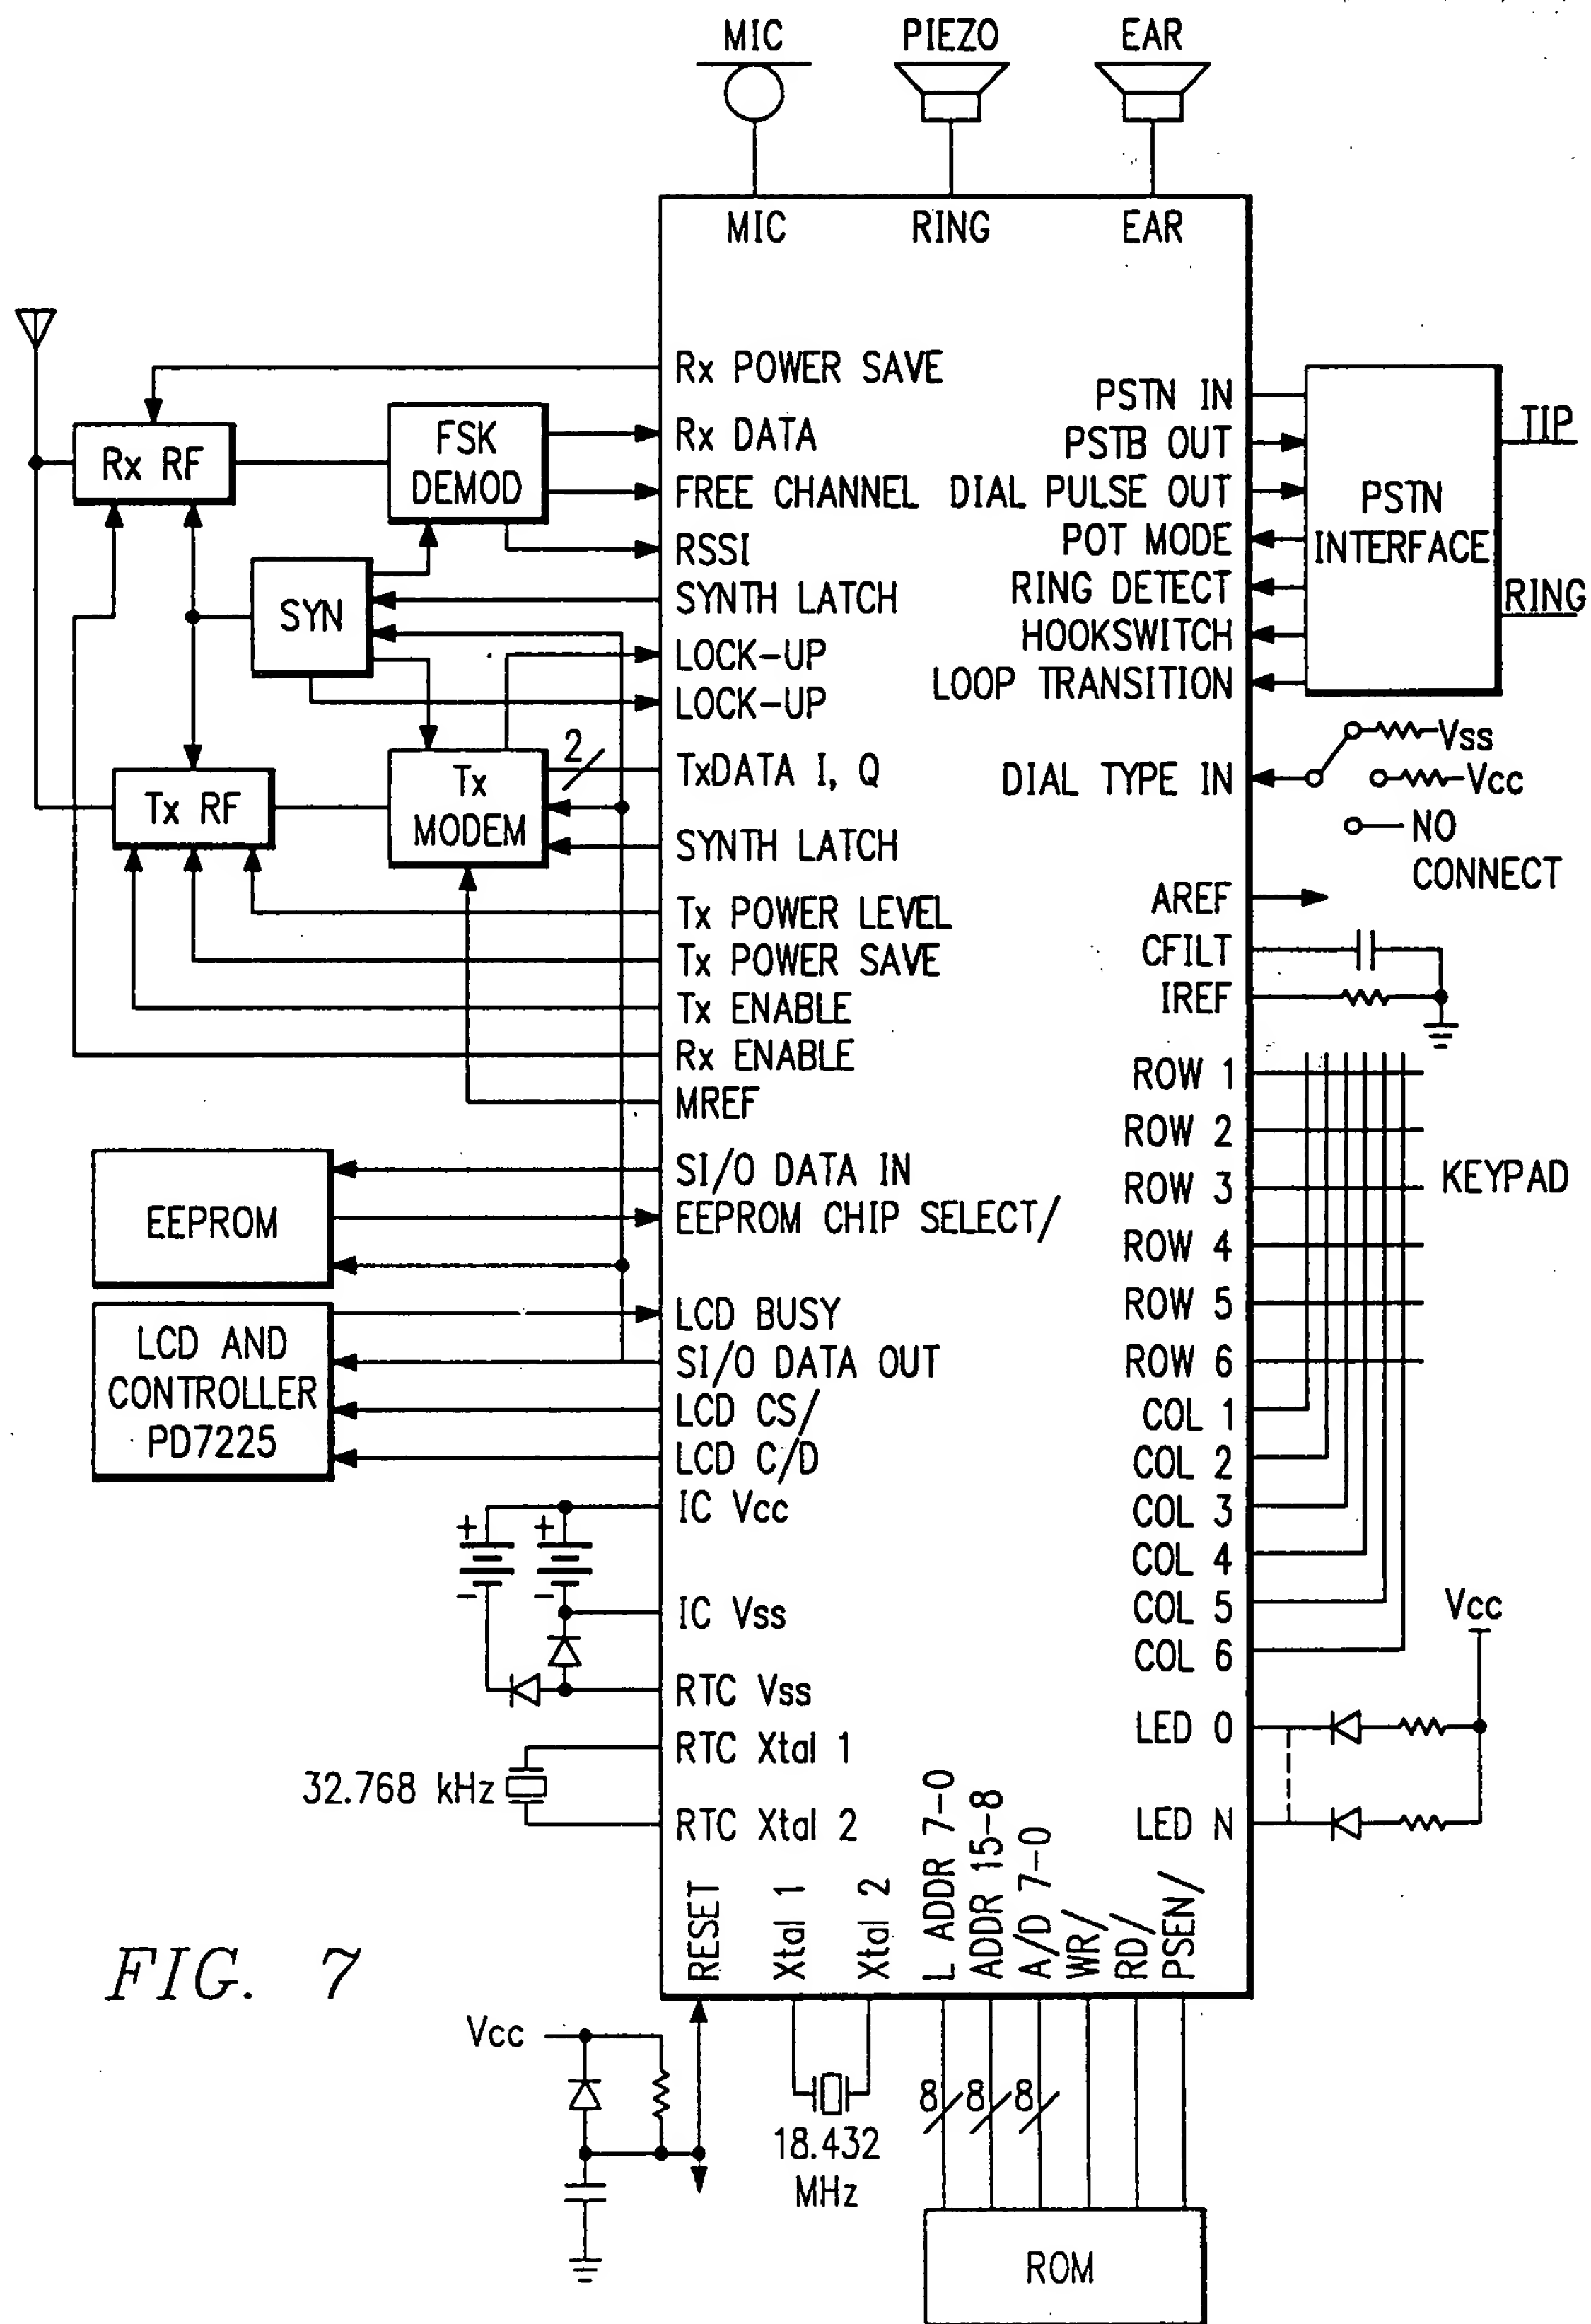 MIC
PIEZO
EAR
MIC
RING
EAR
Rx POWER SAVE
Rx DATA
FREE CHANNEL
RSSI
SYNTH LATCH
LOCK-UP
LOCK-UP
TxDATA I, Q
SYNTH LATCH
Tx POWER LEVEL
Tx POWER SAVE
Tx ENABLE
Rx ENABLE
MREF
SI/O DATA IN
EEPROM CHIP SELECT/
LCD BUSY
SI/O DATA OUT
LCD CS/
LCD C/D
IC Vcc
IC Vss
RTC Vss
RTC Xtal 1
RTC Xtal 2
Rx RF
FSK
DEMOD
SYN
2
Tx RF
Tx
MODEM
EEPROM
LCD AND
CONTROLLER
PD7225
+
+
-
-
32.768 kHz
PSTN IN
PSTB OUT
DIAL PULSE OUT
POT MODE
RING DETECT
HOOKSWITCH
LOOP TRANSITION
DIAL TYPE IN
AREF
CFILT
IREF
ROW 1
ROW 2
ROW 3
ROW 4
ROW 5
ROW 6
COL 1
COL 2
COL 3
COL 4
COL 5
COL 6
LED 0
LED N
PSTN
INTERFACE
TIP
RING
Vss
Vcc
NO
CONNECT
KEYPAD
Vcc
RESET
Xtal 1
Xtal 2
L ADDR 7-0
ADDR 15-8
A/D 7-0
WR/
RD/
PSEN/
FIG. 7
Vcc
18.432
MHz
8
8
8
ROM